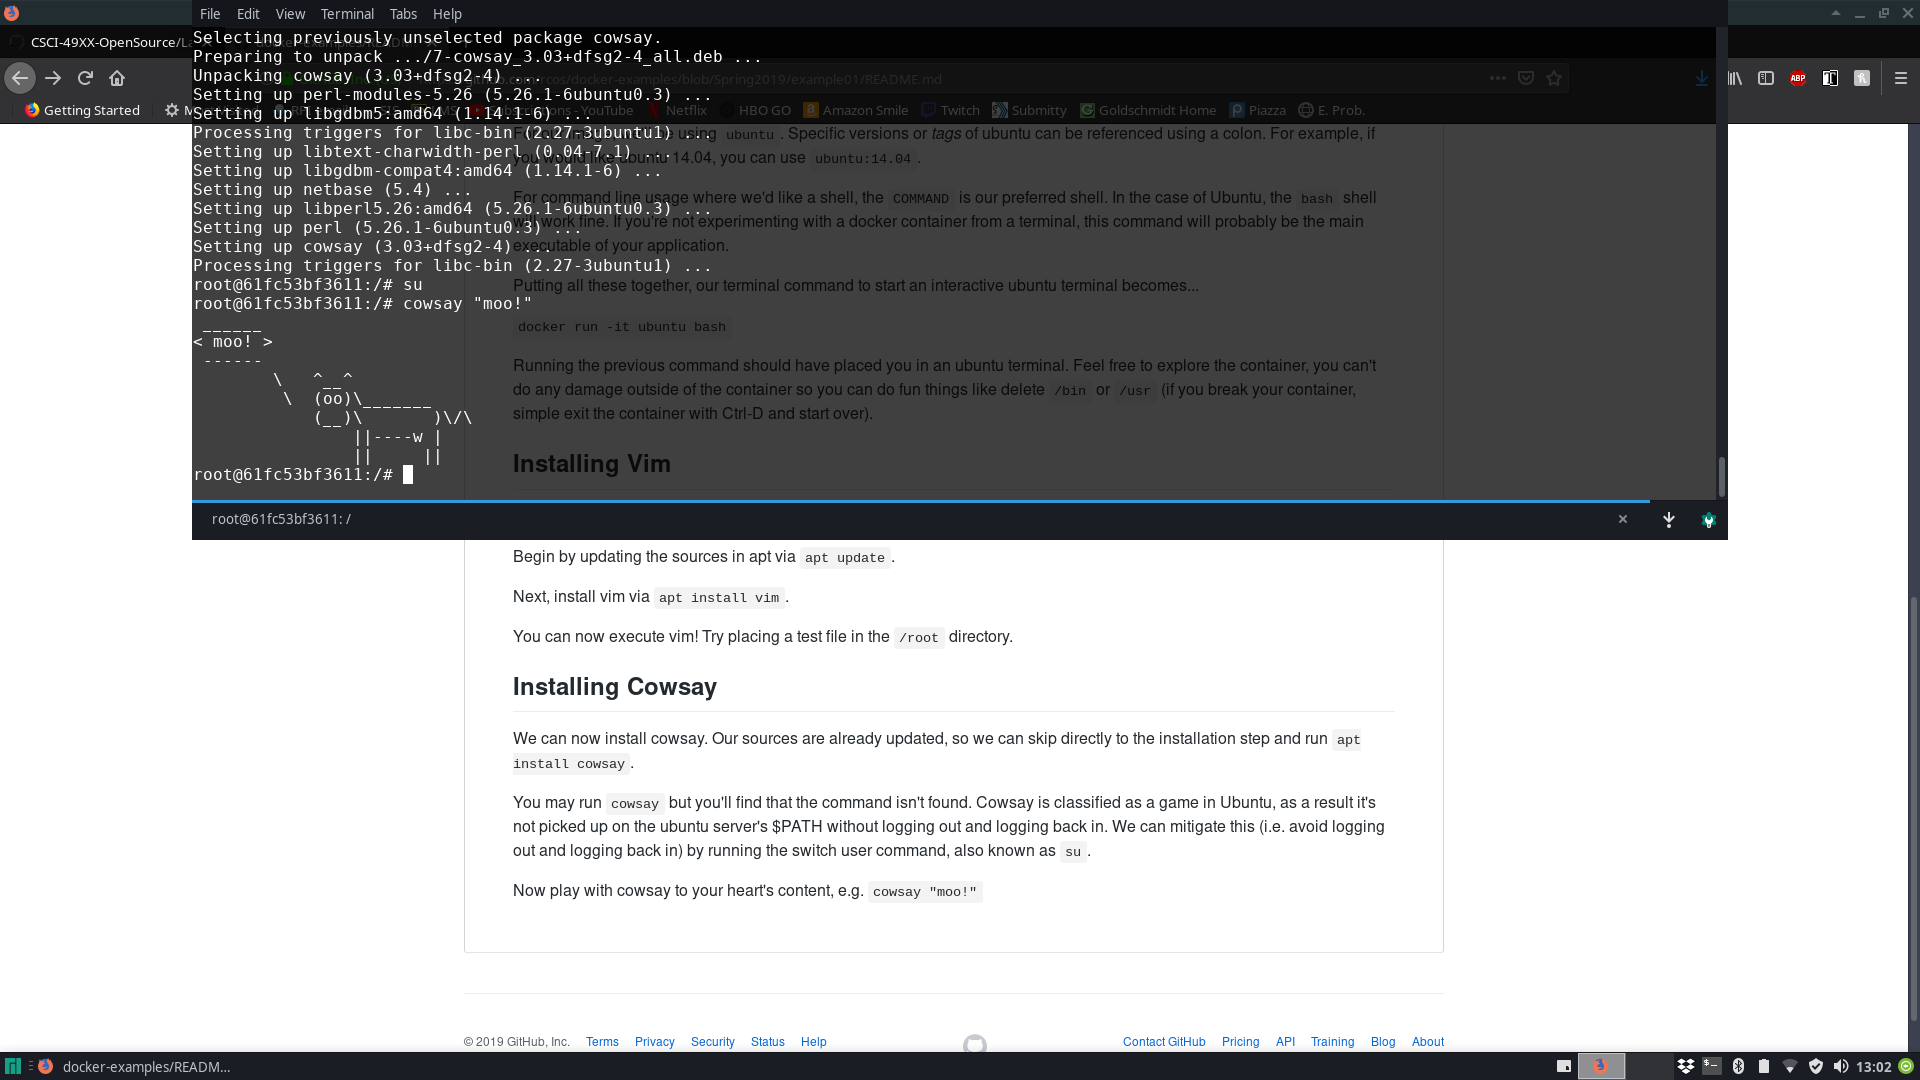 File Edit View Terminal Tabs Help
CSCI-49XX-OpenSource/La
Selecting previously unselected package cowsay.
Preparing to unpack .../7-cowsay_3.03+dfsg2-4_all.deb ...
Unpacking cowsay (3.03+dfsg2-4) ...
rcos/docker-examples/blob/Spring2019/example01/README.md
ABP
Setting up perl-modules-5.26 (5.26.1-6ubuntu0.3) ...
Getting Started
Subscriptions - YouTube Netflix HBO GO Amazon Smile Twitch Submitty Goldschmidt Home Piazza E. Prob.
Setting up libgdbm5:amd64 (1.14.1-6) ...
Processing triggers for libc-bin (2.27-3ubuntu1) ...
using ubuntu. Specific versions or tags of ubuntu can be referenced using a colon. For example, if
Setting up libtext-charwidth-perl (0.04-7.1) ...
you would like ubuntu 14.04, you can use ubuntu:14.04.
Setting up libgdbm-compat4:amd64 (1.14.1-6) ...
Setting up netbase (5.4) ...
For command line usage where we'd like a shell, the COMMAND is our preferred shell. In the case of Ubuntu, the bash shell
Setting up libperl5.26:amd64 (5.26.1-6ubuntu0.3) ...
will work fine. If you're not experimenting with a docker container from a terminal, this command will probably be the main
Setting up perl (5.26.1-6ubuntu0.3) ...
executable of your application.
Setting up cowsay (3.03+dfsg2-4) ...
Processing triggers for libc-bin (2.27-3ubuntu1) ...
root@61fc53bf3611:/# su
Putting all these together, our terminal command to start an interactive ubuntu terminal becomes...
root@61fc53bf3611:/# cowsay "moo!"
 ______
docker run -it ubuntu bash
< moo! >
 ------
Running the previous command should have placed you in an ubuntu terminal. Feel free to explore the container, you can't
        \   ^__^
do any damage outside of the container so you can do fun things like delete /bin or /usr (if you break your container,
         \  (oo)\_______
simple exit the container with Ctrl-D and start over).
            (__)\       )\/\
                ||----w |
                ||     ||
Installing Vim
root@61fc53bf3611:/#
root@61fc53bf3611: /
Begin by updating the sources in apt via apt update.
Next, install vim via apt install vim.
You can now execute vim! Try placing a test file in the /root directory.
Installing Cowsay
We can now install cowsay. Our sources are already updated, so we can skip directly to the installation step and run apt
install cowsay.
You may run cowsay but you'll find that the command isn't found. Cowsay is classified as a game in Ubuntu, as a result it's
not picked up on the ubuntu server's $PATH without logging out and logging back in. We can mitigate this (i.e. avoid logging
out and logging back in) by running the switch user command, also known as su.
Now play with cowsay to your heart's content, e.g. cowsay "moo!"
© 2019 GitHub, Inc. Terms Privacy Security Status Help Contact GitHub Pricing API Training Blog About
docker-examples/READM... 13:02